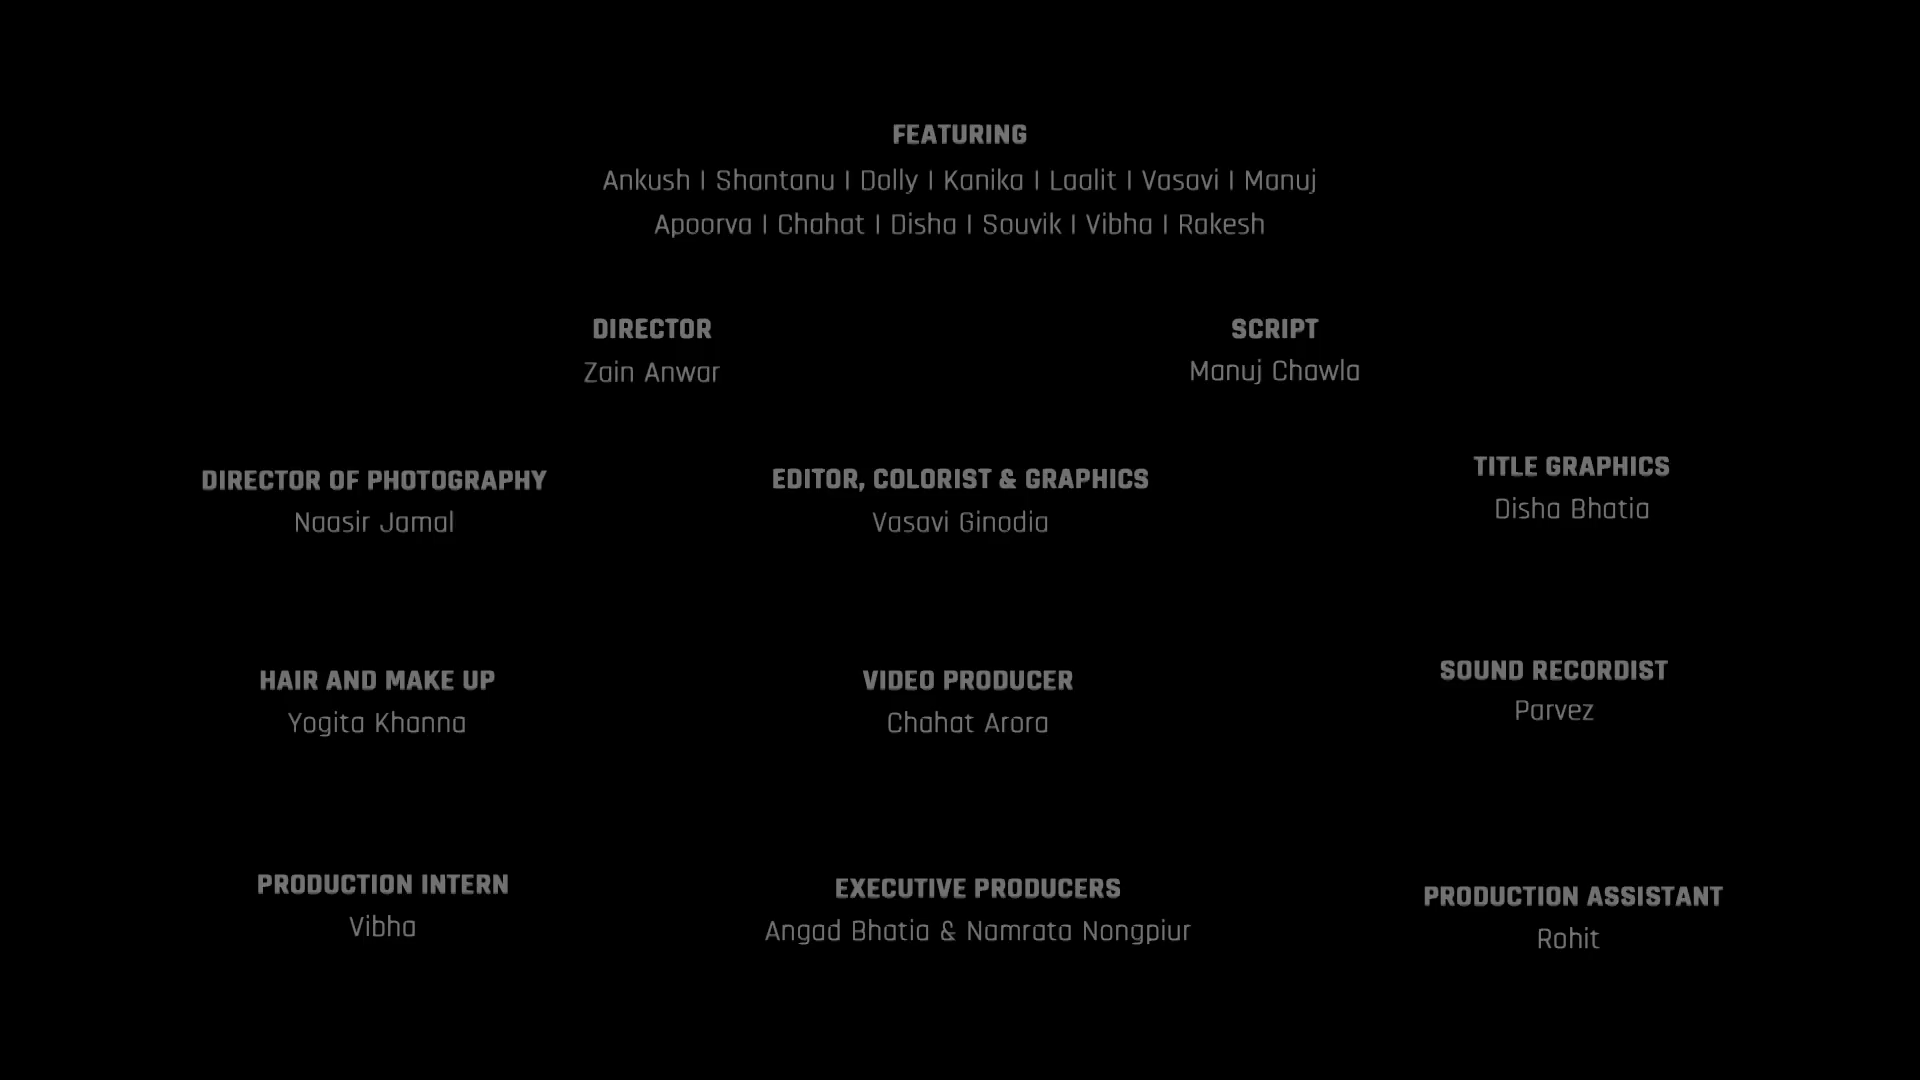 FEATURING
Ankush | Shantanu | Dolly | Kanika | Laalit | Vasavi | Manuj
Apoorva | Chahat | Disha | Souvik | Vibha | Rakesh
DIRECTOR
Zain Anwar
SCRIPT
Manuj Chawla
DIRECTOR OF PHOTOGRAPHY
Naasir Jamal
EDITOR, COLORIST & GRAPHICS
Vasavi Ginodia
TITLE GRAPHICS
Disha Bhatia
HAIR AND MAKE UP
Yogita Khanna
VIDEO PRODUCER
Chahat Arora
SOUND RECORDIST
Parvez
PRODUCTION INTERN
Vibha
EXECUTIVE PRODUCERS
Angad Bhatia & Namrata Nongpiur
PRODUCTION ASSISTANT
Rohit